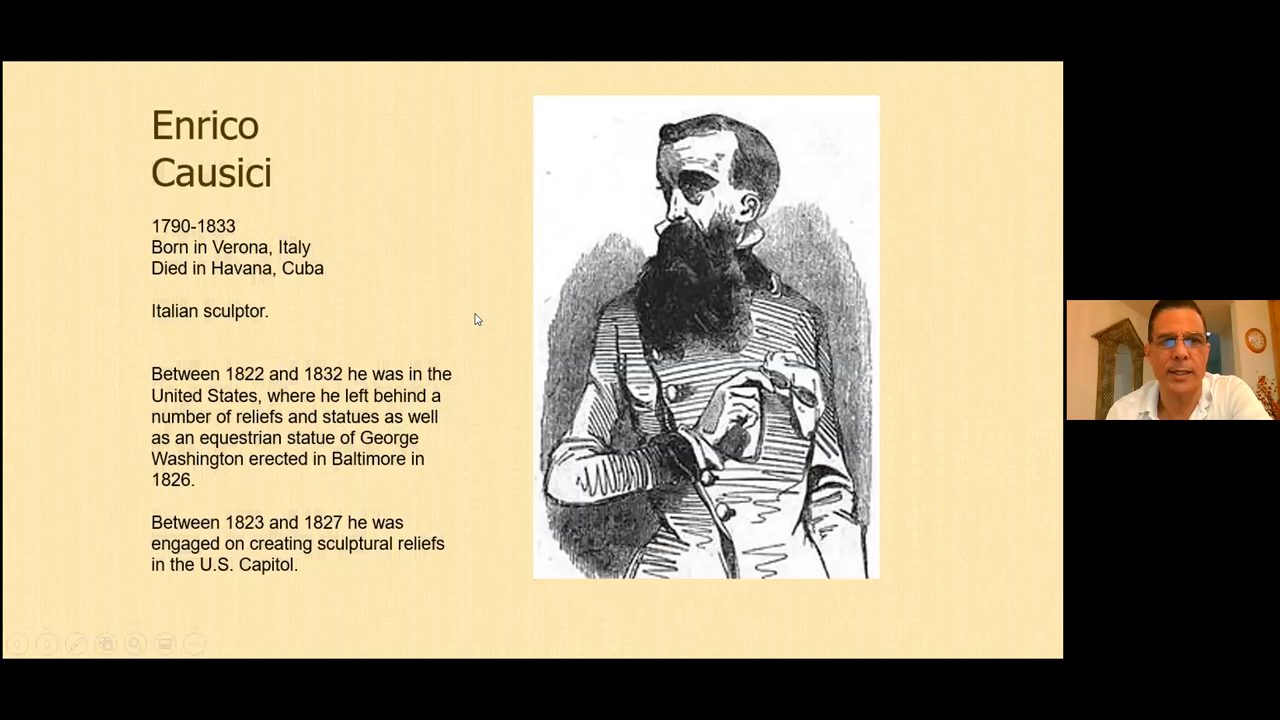 Enrico
Causici
1790-1833
Born in Verona, Italy
Died in Havana, Cuba
Italian sculptor.
Between 1822 and 1832 he was in the
United States, where he left behind a
number of reliefs and statues as well
as an equestrian statue of George
Washington erected in Baltimore in
1826.
Between 1823 and 1827 he was
engaged on creating sculptural reliefs
in the U.S. Capitol.